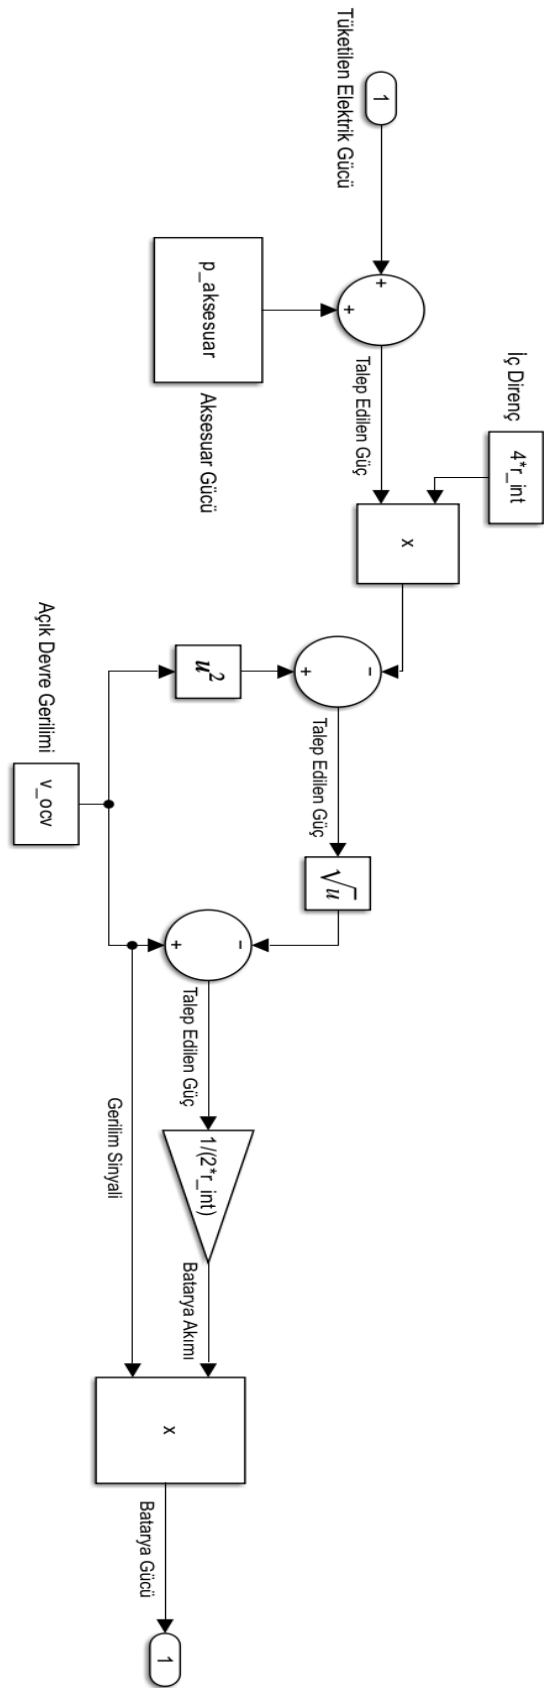 1
Tüketilen Elektrik Gücü
+
+
p_aksesuar
Aksesuar Gücü
Talep Edilen Güç
İç Direnç
4*r_int
x
−
+
u²
Açık Devre Gerilimi
v_ocv
Talep Edilen Güç
√u
−
+
Talep Edilen Güç
Gerilim Sinyali
1/(2*r_int)
Batarya Akımı
x
Batarya Gücü
1